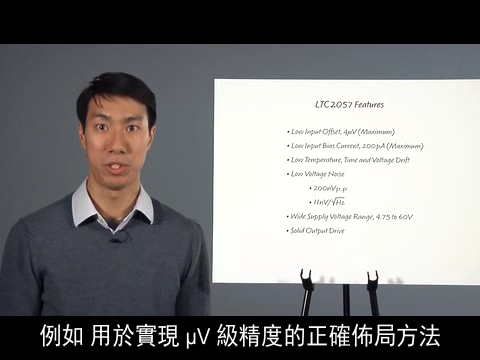 LTC2057 Features
• Low Input Offset, 4μV (Maximum)
• Low Input Bias Current, 200pA (Maximum)
• Low Temperature, Time and Voltage Drift
• Low Voltage Noise
• 200nVp-p
• 11nV/√Hz
• Wide Supply Voltage Range, 4.75 to 60V
• Solid Output Drive
例如 用於實現 μV 級精度的正確佈局方法